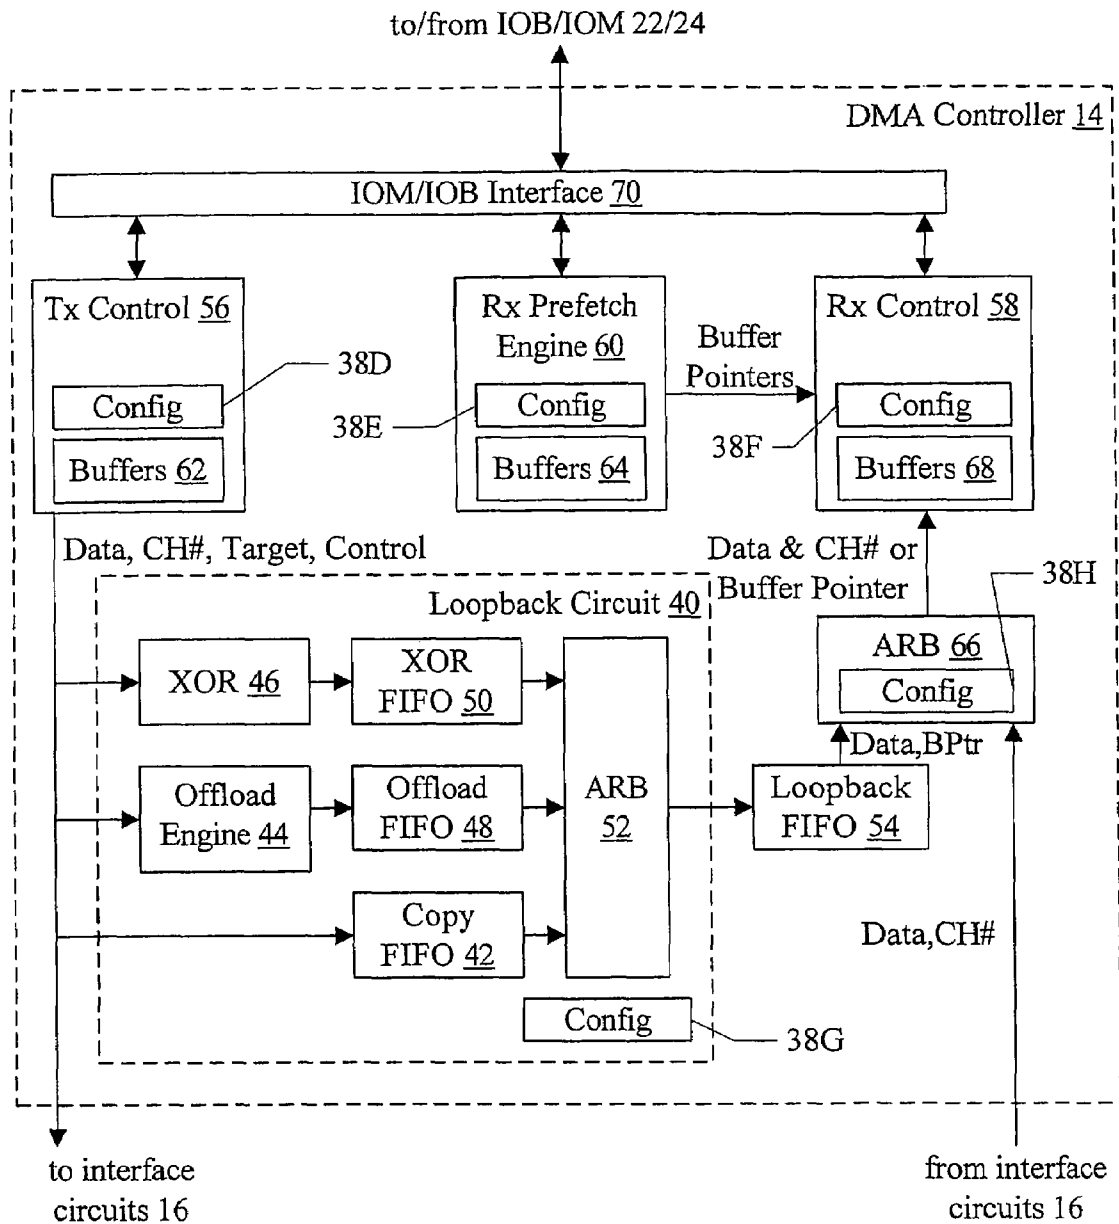 to/from IOB/IOM 22/24
DMA Controller 14
IOM/IOB Interface 70
Tx Control 56
Config
Buffers 62
38D
Rx Prefetch
Engine 60
Config
Buffers 64
38E
Buffer
Pointers
Rx Control 58
Config
Buffers 68
38F
Data, CH#, Target, Control
Data & CH# or
Buffer Pointer
38H
Loopback Circuit 40
XOR 46
XOR
FIFO 50
ARB 66
Config
Data,BPtr
Offload
Engine 44
Offload
FIFO 48
ARB
52
Loopback
FIFO 54
Copy
FIFO 42
Data,CH#
Config
38G
to interface
circuits 16
from interface
circuits 16